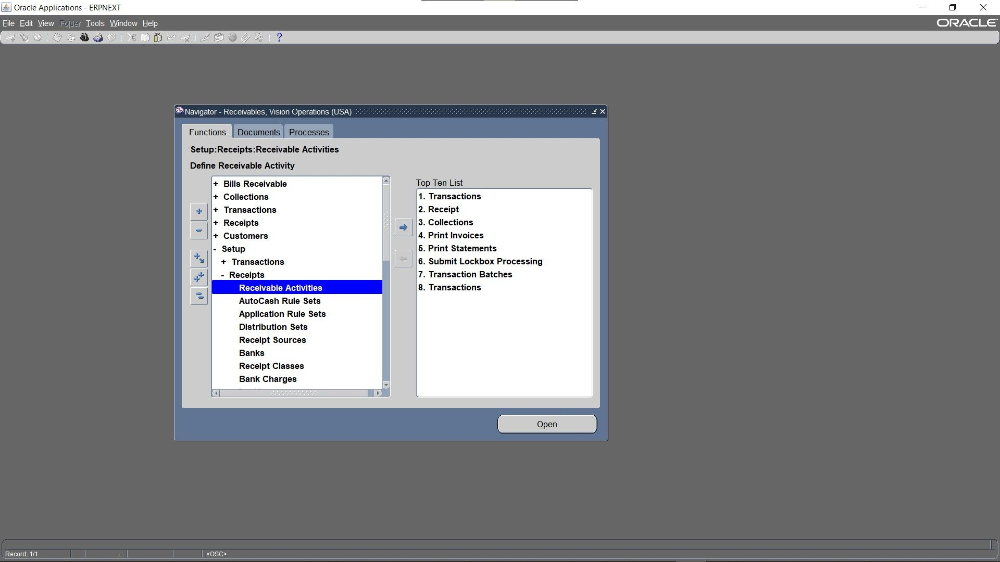 Oracle Applications - ERPNEXT
File Edit View Folder Tools Window Help
ORACLE
Navigator - Receivables, Vision Operations (USA)
Functions Documents Processes
Setup:Receipts:Receivable Activities
Define Receivable Activity
+ Bills Receivable
+ Collections
+ Transactions
+ Receipts
+ Customers
- Setup
+ Transactions
- Receipts
Receivable Activities
AutoCash Rule Sets
Application Rule Sets
Distribution Sets
Receipt Sources
Banks
Receipt Classes
Bank Charges
Top Ten List
1. Transactions
2. Receipt
3. Collections
4. Print Invoices
5. Print Statements
6. Submit Lockbox Processing
7. Transaction Batches
8. Transactions
Open
Record: 1/1 ... <OSC>